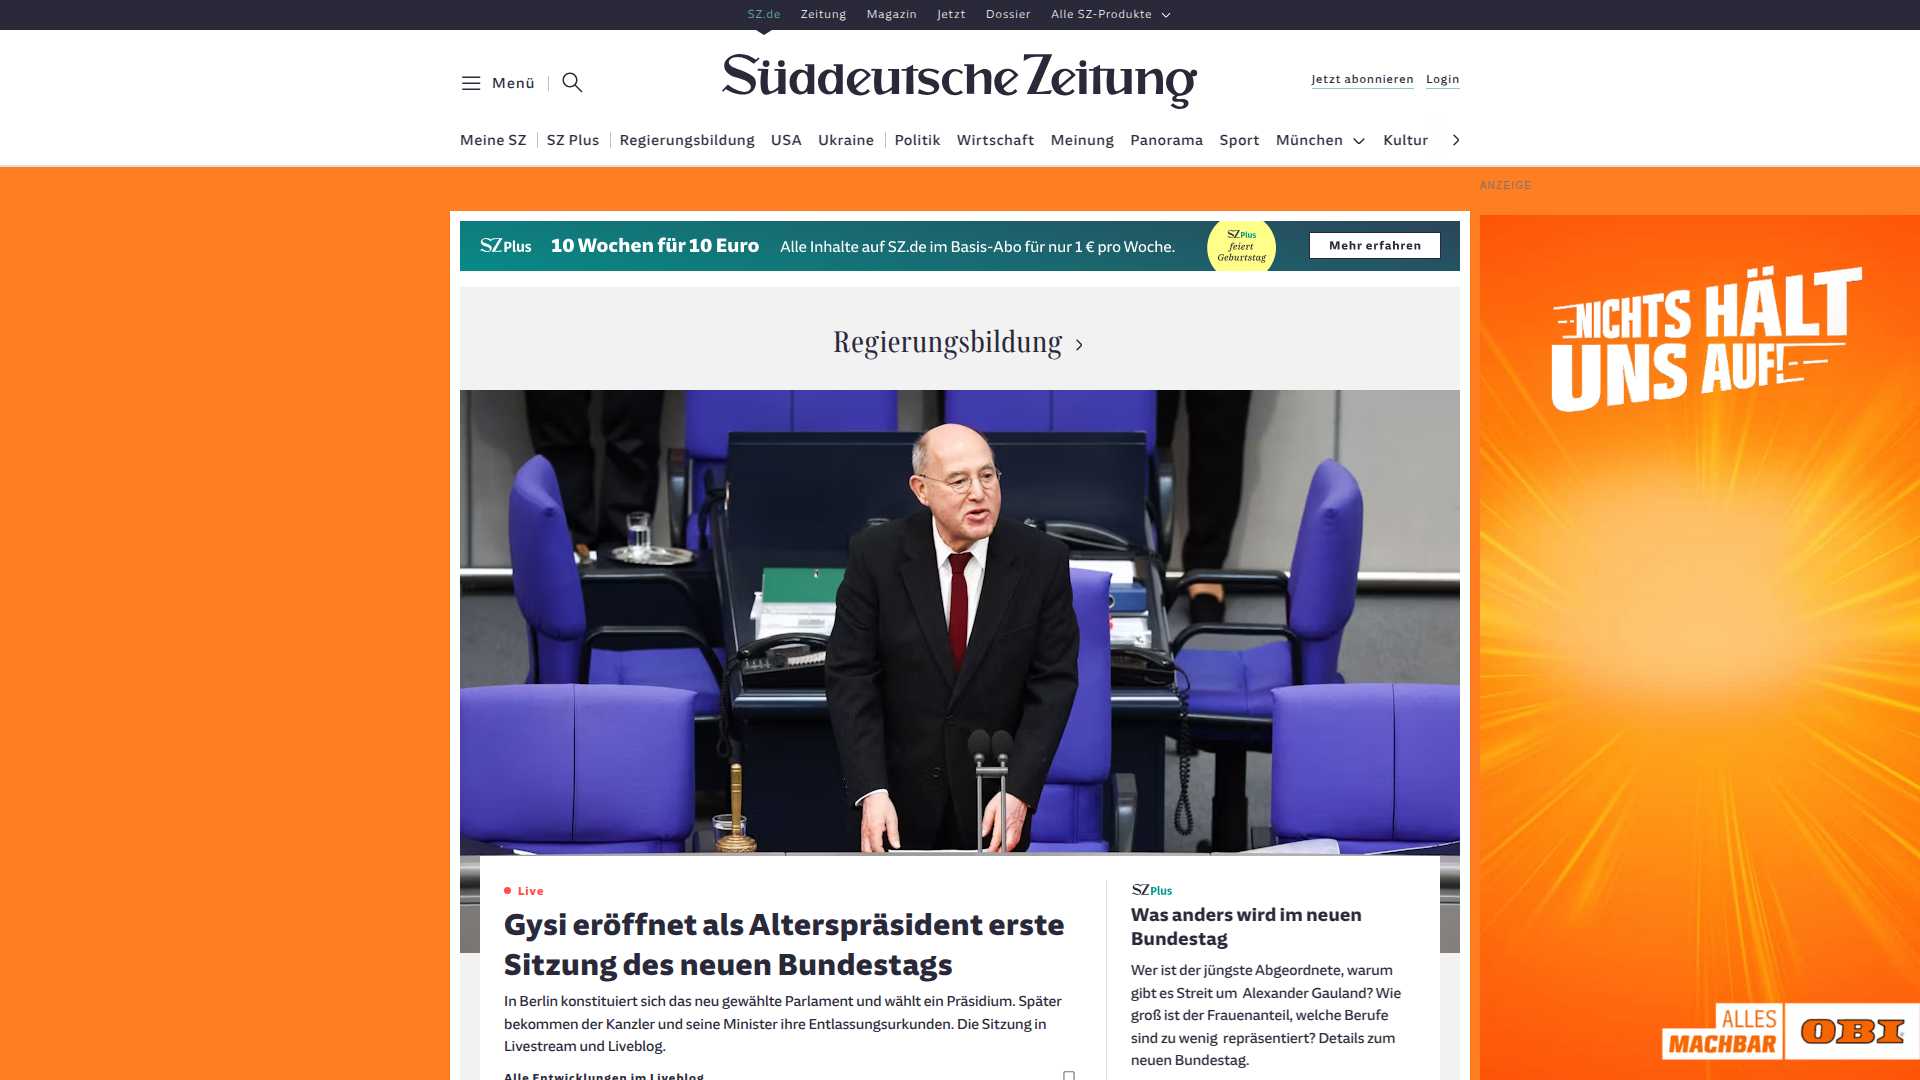 SZ.de Zeitung Magazin Jetzt Dossier Alle SZ-Produkte
Menü
Süddeutsche Zeitung
Jetzt abonnieren Login
Meine SZ SZ Plus Regierungsbildung USA Ukraine Politik Wirtschaft Meinung Panorama Sport München Kultur
ANZEIGE
SZ Plus 10 Wochen für 10 Euro Alle Inhalte auf SZ.de im Basis-Abo für nur 1 € pro Woche.
SZ Plus
feiert
Geburtstag
Mehr erfahren
Regierungsbildung
NICHTS HÄLT
UNS AUF!
Live
Gysi eröffnet als Alterspräsident erste
Sitzung des neuen Bundestags
In Berlin konstituiert sich das neu gewählte Parlament und wählt ein Präsidium. Später
bekommen der Kanzler und seine Minister ihre Entlassungsurkunden. Die Sitzung in
Livestream und Liveblog.
Alle Entwicklungen im Liveblog
SZ Plus
Was anders wird im neuen
Bundestag
Wer ist der jüngste Abgeordnete, warum
gibt es Streit um Alexander Gauland? Wie
groß ist der Frauenanteil, welche Berufe
sind zu wenig repräsentiert? Details zum
neuen Bundestag.
ALLES
MACHBAR
OBI